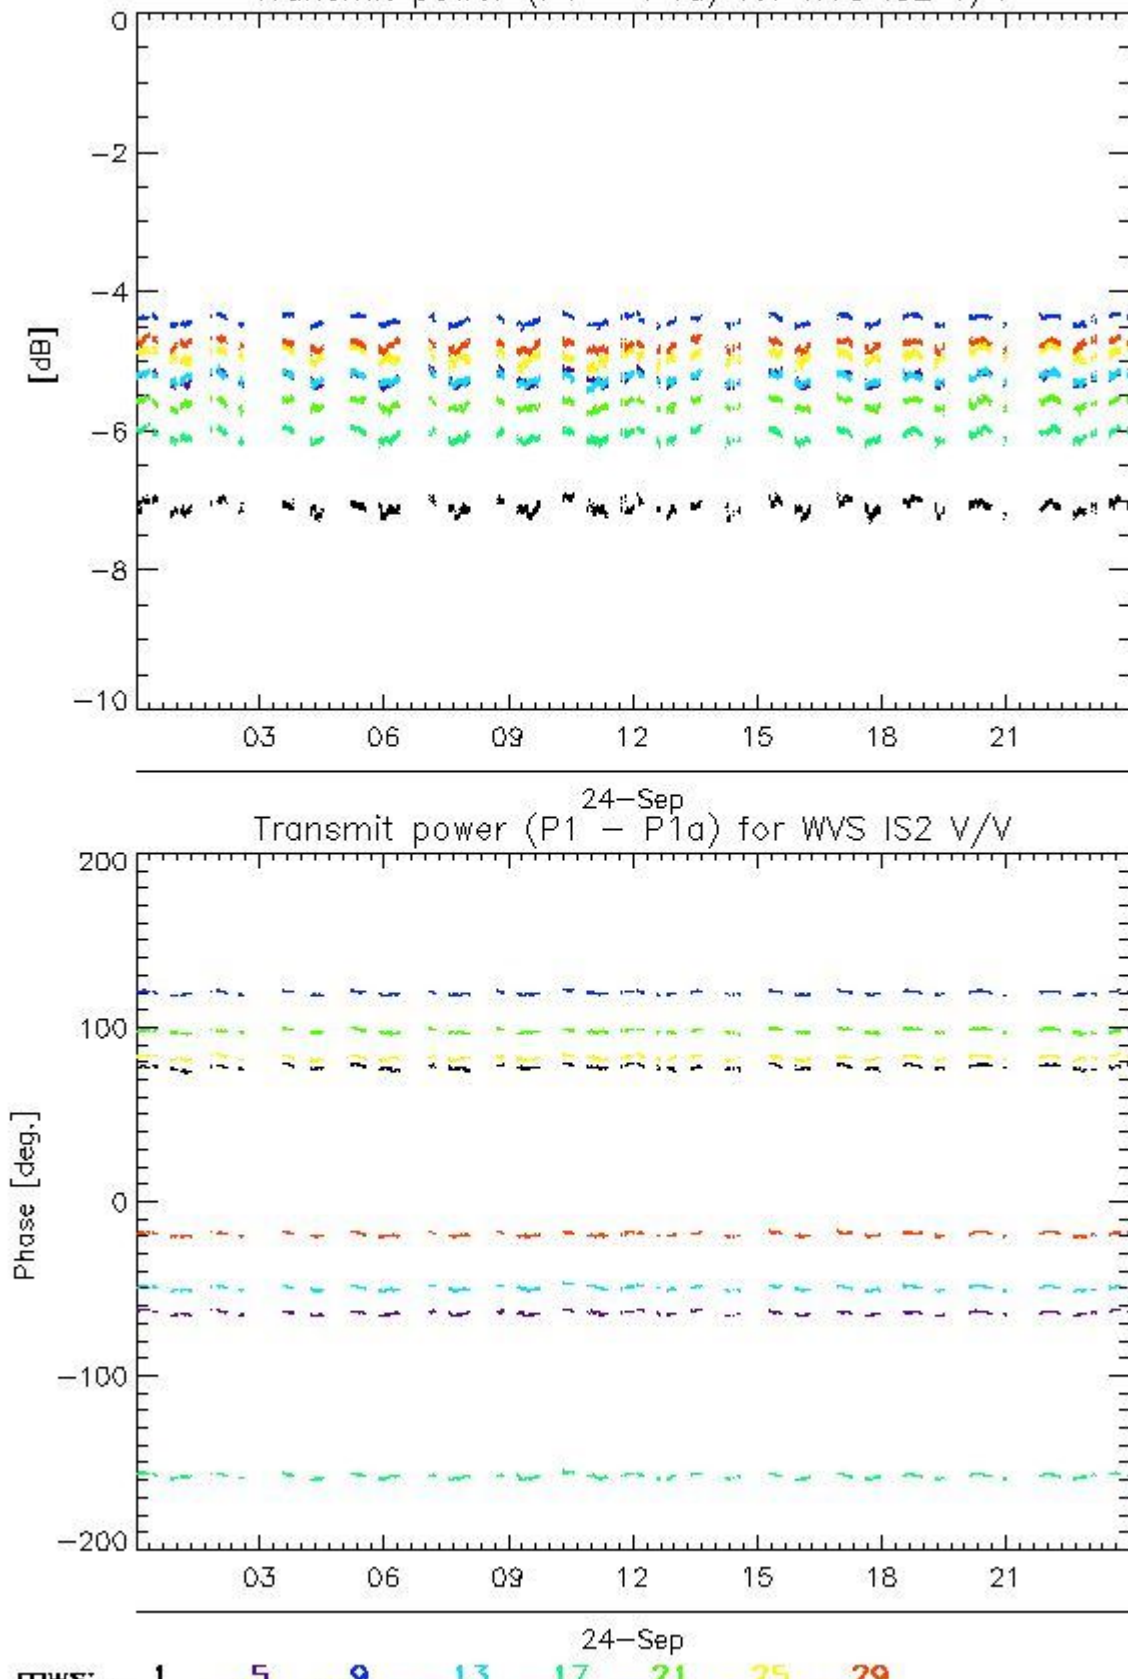 0
−2
−4
[dB]
−6
−8
−10
03 06 09 12 15 18 21
24−Sep
Transmit power (P1 − P1a) for WVS IS2 V/V
200
100
Phase [deg.]
0
−100
−200
03 06 09 12 15 18 21
24−Sep
rows: 1 5 9 13 17 21 25 29